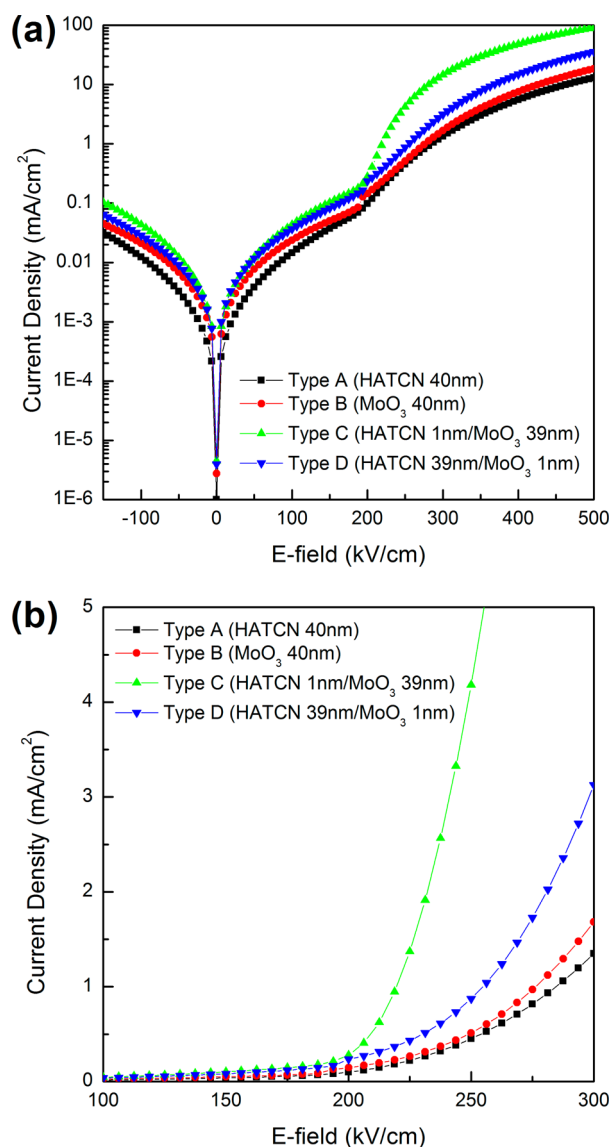 (a)
100
10
1
0.1
0.01
1E-3
1E-4
1E-5
1E-6
Current Density (mA/cm²)
Type A (HATCN 40nm)
Type B (MoO₃ 40nm)
Type C (HATCN 1nm/MoO₃ 39nm)
Type D (HATCN 39nm/MoO₃ 1nm)
-100 0 100 200 300 400 500
E-field (kV/cm)
(b)
5
4
3
2
1
0
Current Density (mA/cm²)
Type A (HATCN 40nm)
Type B (MoO₃ 40nm)
Type C (HATCN 1nm/MoO₃ 39nm)
Type D (HATCN 39nm/MoO₃ 1nm)
100 150 200 250 300
E-field (kV/cm)